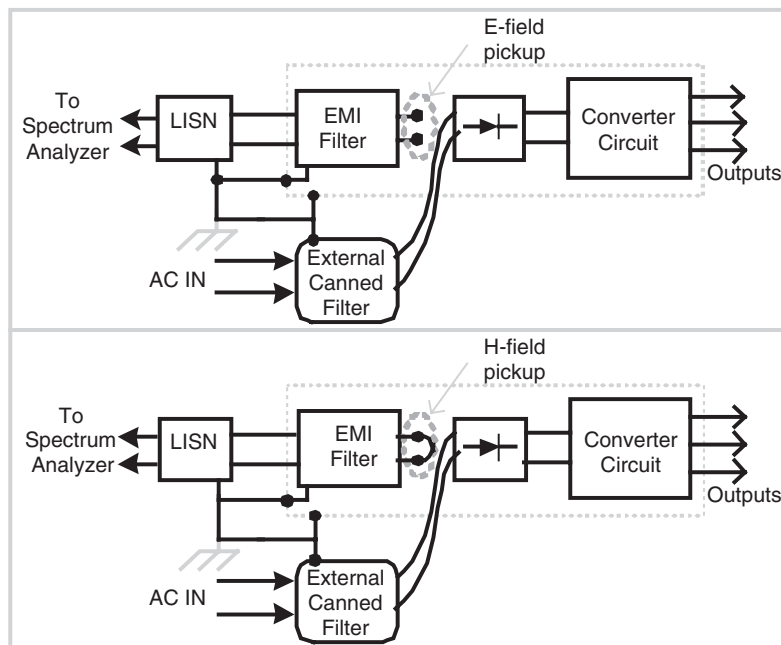 E-field
pickup
To
Spectrum
Analyzer
LISN
EMI
Filter
Converter
Circuit
Outputs
AC IN
External
Canned
Filter
H-field
pickup
To
Spectrum
Analyzer
LISN
EMI
Filter
Converter
Circuit
Outputs
AC IN
External
Canned
Filter